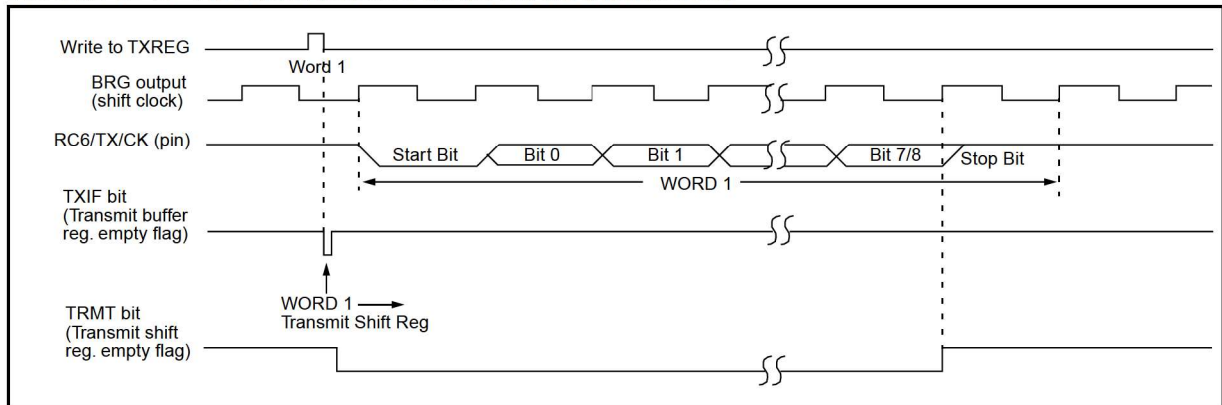 Write to TXREG
Word 1
BRG output
(shift clock)
RC6/TX/CK (pin)
Start Bit
Bit 0
Bit 1
Bit 7/8
Stop Bit
WORD 1
TXIF bit
(Transmit buffer
reg. empty flag)
WORD 1
Transmit Shift Reg
TRMT bit
(Transmit shift
reg. empty flag)